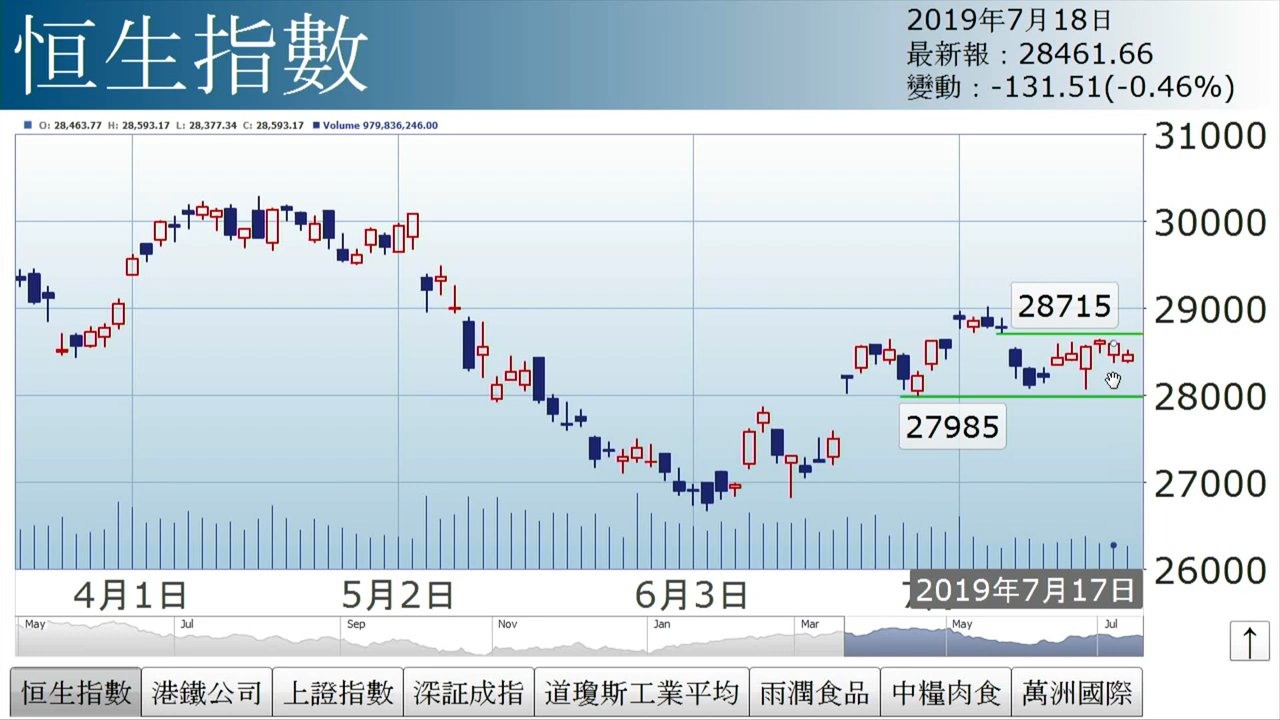 恒生指數
2019年7月18日
最新報：28461.66
變動：-131.51(-0.46%)
O: 28,463.77 H: 28,593.17 L: 28,377.34 C: 28,593.17 Volume 979,836,246.00
31000
30000
29000
28715
28000
27985
27000
26000
4月1日 5月2日 6月3日 2019年7月17日
May Jul Sep Nov Jan Mar May Jul
↑
恒生指數 港鐵公司 上證指數 深証成指 道瓊斯工業平均 雨潤食品 中糧肉食 萬洲國際